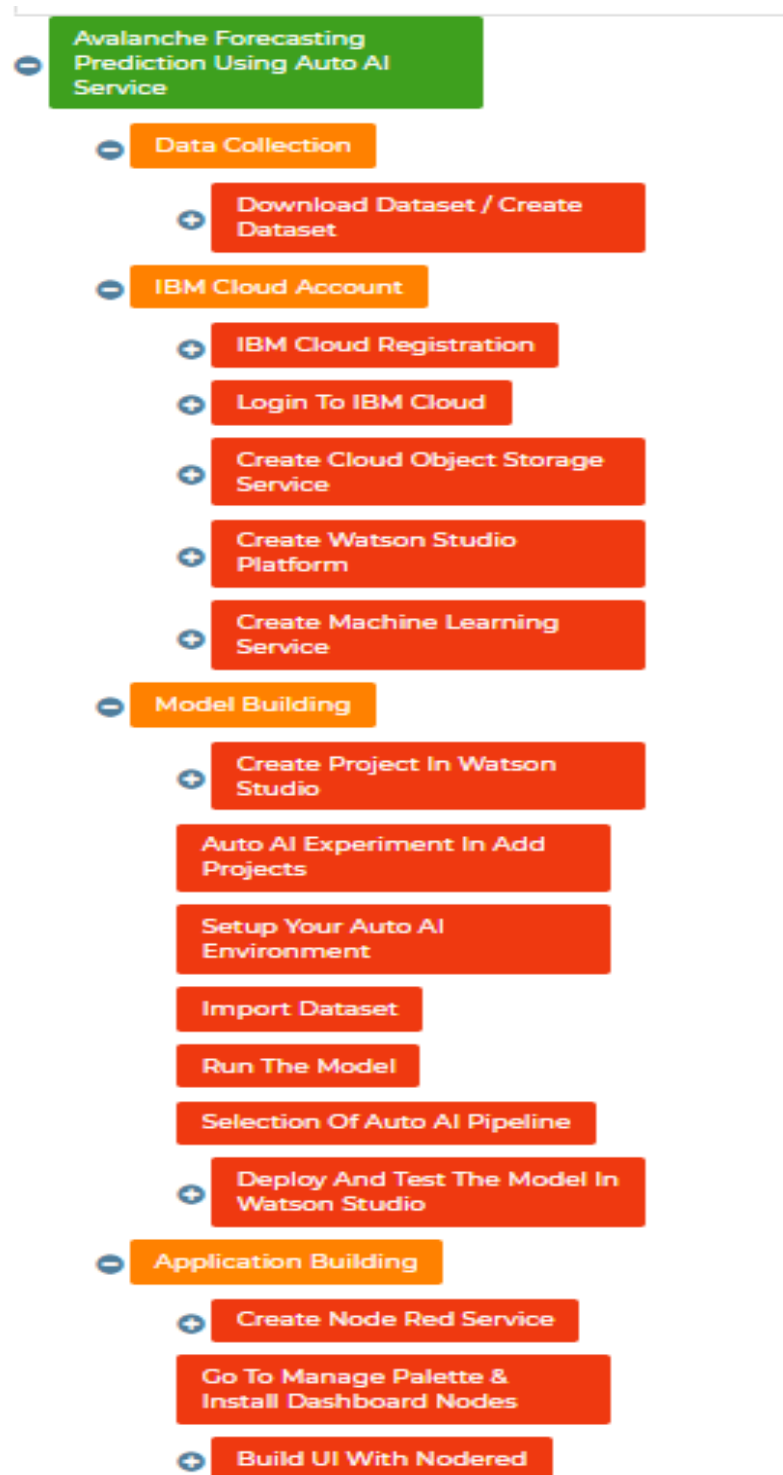 Avalanche Forecasting
Prediction Using Auto AI
Service
Data Collection
Download Dataset / Create
Dataset
IBM Cloud Account
IBM Cloud Registration
Login To IBM Cloud
Create Cloud Object Storage
Service
Create Watson Studio
Platform
Create Machine Learning
Service
Model Building
Create Project In Watson
Studio
Auto AI Experiment In Add
Projects
Setup Your Auto AI
Environment
Import Dataset
Run The Model
Selection Of Auto AI Pipeline
Deploy And Test The Model In
Watson Studio
Application Building
Create Node Red Service
Go To Manage Palette &
Install Dashboard Nodes
Build UI With Nodered